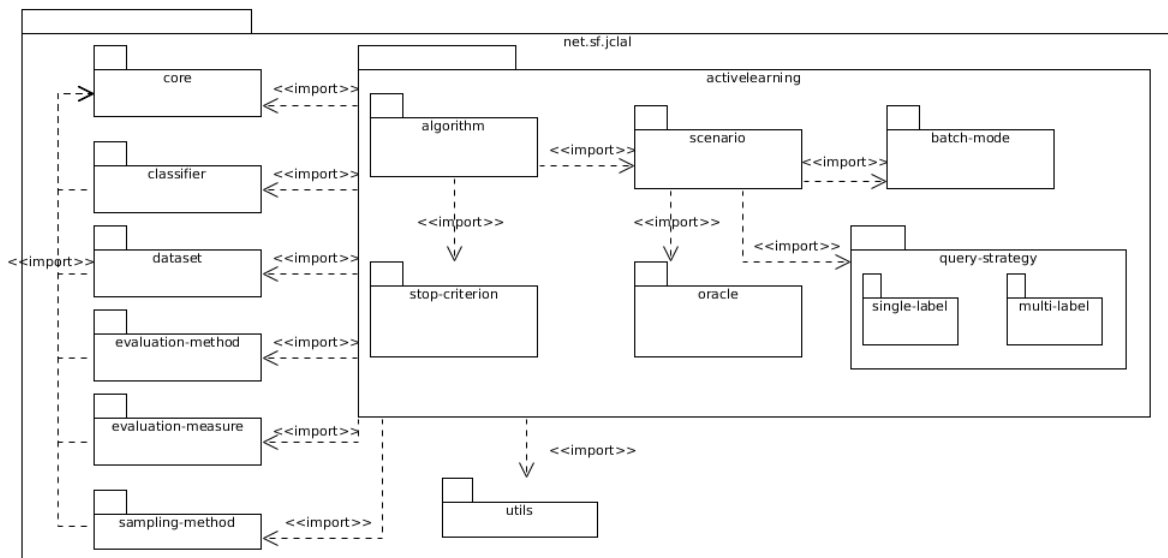 net.sf.jclal
core
<<import>>
activelearning
algorithm
scenario
batch-mode
<<import>>
<<import>>
classifier
<<import>>
<<import>>
<<import>>
<<import>>
dataset
<<import>>
<<import>>
query-strategy
stop-criterion
oracle
single-label
multi-label
evaluation-method
<<import>>
evaluation-measure
<<import>>
<<import>>
sampling-method
<<import>>
utils